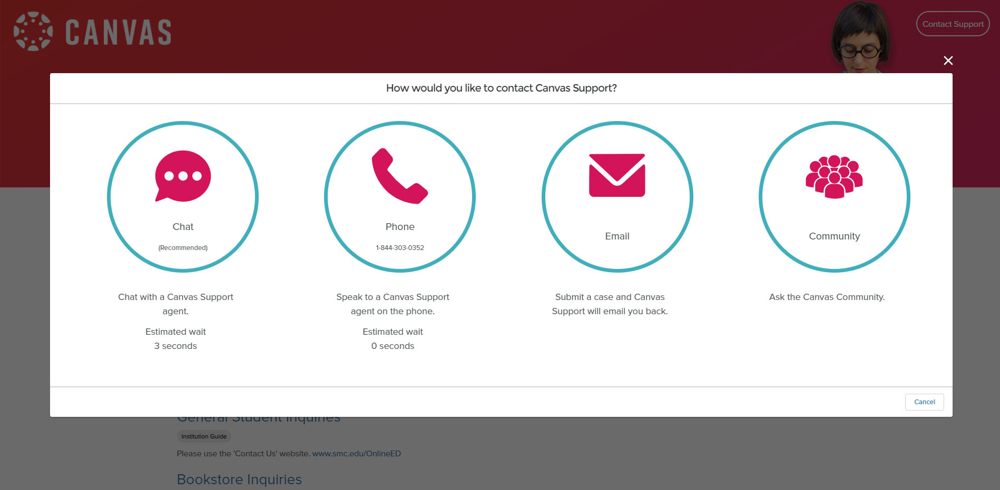 CANVAS
Contact Support
How would you like to contact Canvas Support?
Chat
(Recommended)
Chat with a Canvas Support
agent.
Estimated wait
3 seconds
Phone
1-844-303-0352
Speak to a Canvas Support
agent on the phone.
Estimated wait
0 seconds
Email
Submit a case and Canvas
Support will email you back.
Community
Ask the Canvas Community.
Cancel
General Student Inquiries
Institution Guide
Please use the 'Contact Us' website. www.smc.edu/OnlineED
Bookstore Inquiries